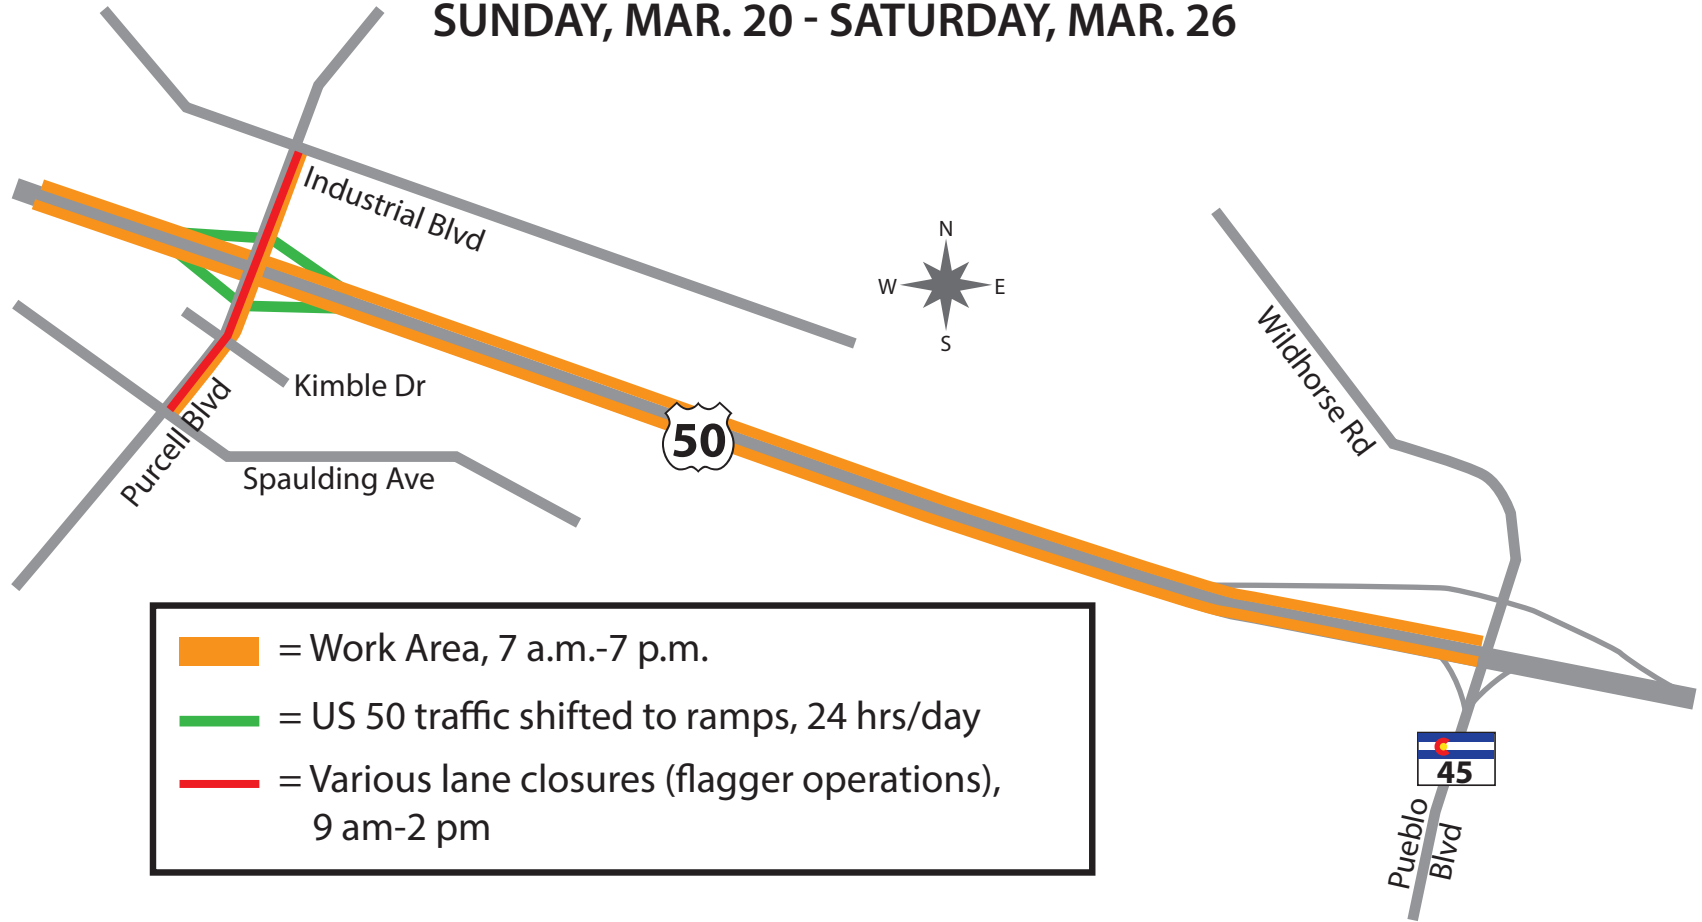 SUNDAY, MAR. 20 - SATURDAY, MAR. 26
Industrial Blvd
N
W
E
S
Wildhorse Rd
Kimble Dr
Purcell Blvd
50
Spaulding Ave
= Work Area, 7 a.m.-7 p.m.
= US 50 traffic shifted to ramps, 24 hrs/day
= Various lane closures (flagger operations),
9 am-2 pm
45
Pueblo
Blvd